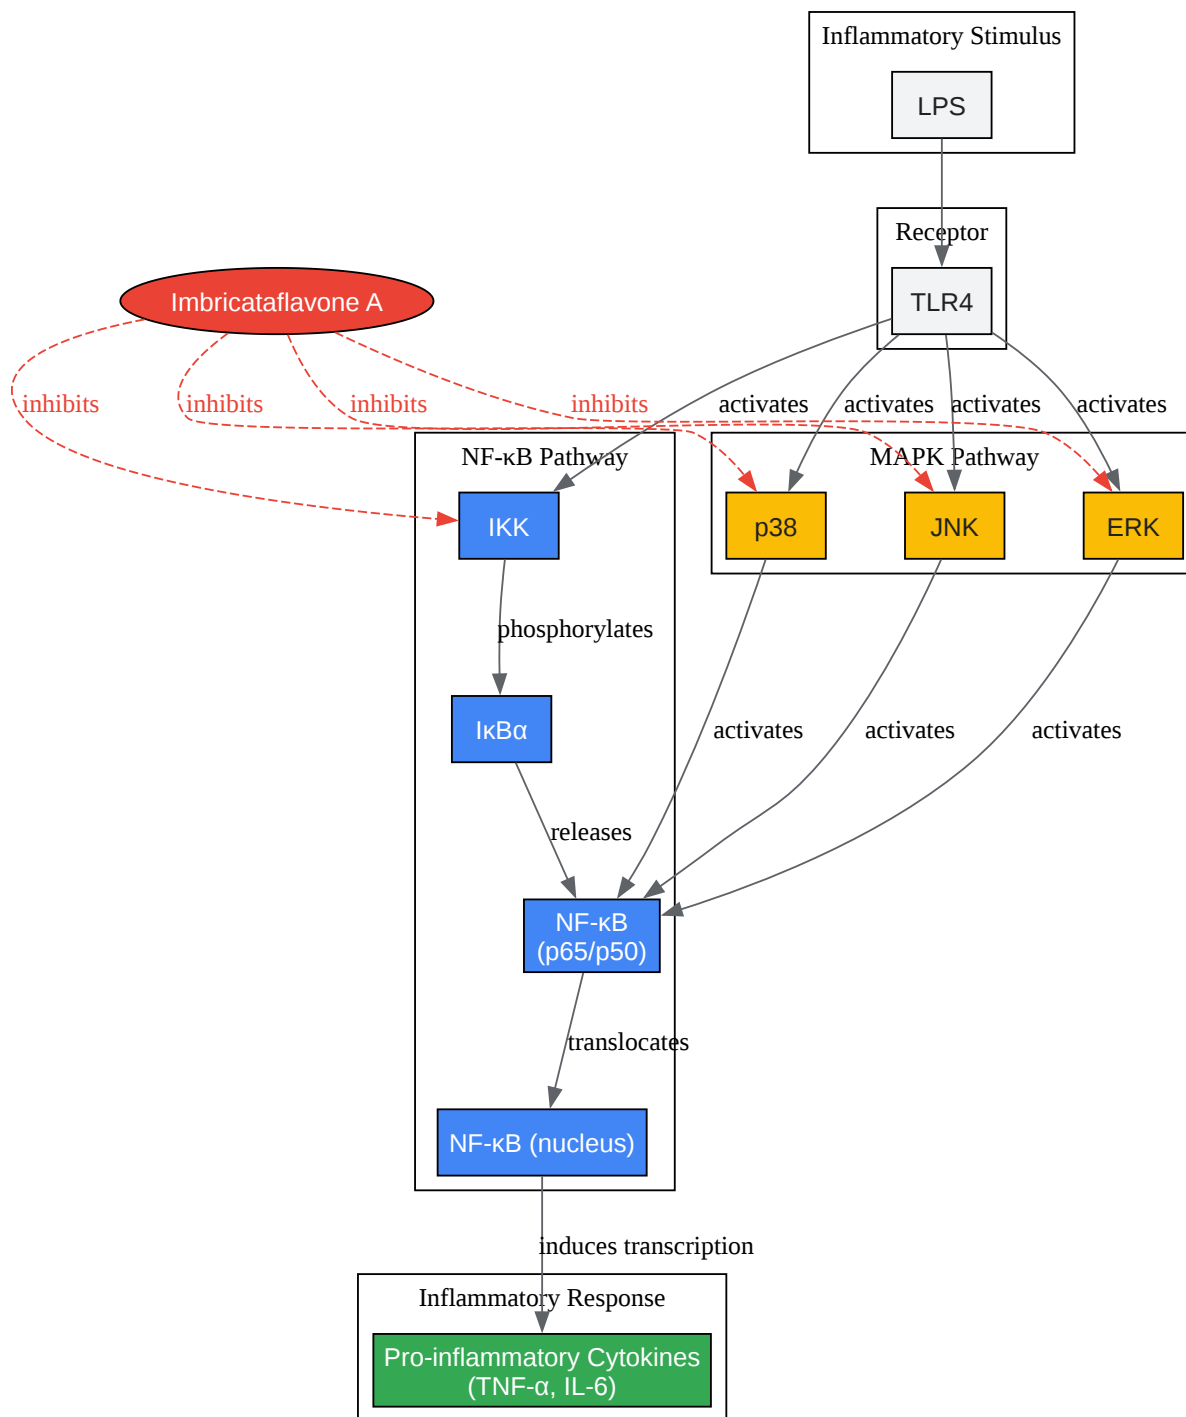 Inflammatory Stimulus
LPS
Receptor
TLR4
Imbricataflavone A
inhibits
inhibits
inhibits
inhibits
activates
activates
activates
activates
NF-κB Pathway
MAPK Pathway
IKK
p38
JNK
ERK
phosphorylates
IκBα
activates
activates
activates
releases
NF-κB
(p65/p50)
translocates
NF-κB (nucleus)
induces transcription
Inflammatory Response
Pro-inflammatory Cytokines
(TNF-α, IL-6)